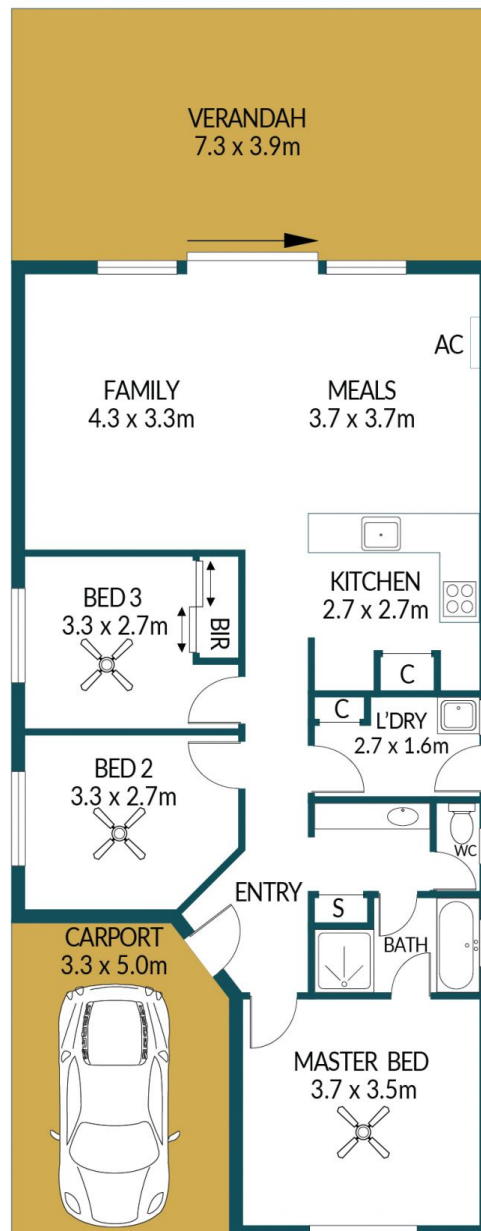 VERANDAH
7.3 x 3.9m
AC
FAMILY
4.3 x 3.3m
MEALS
3.7 x 3.7m
KITCHEN
2.7 x 2.7m
BED 3
3.3 x 2.7m
BIR
C
C
L'DRY
2.7 x 1.6m
BED 2
3.3 x 2.7m
WC
ENTRY
S
CARPORT
3.3 x 5.0m
BATH
MASTER BED
3.7 x 3.5m